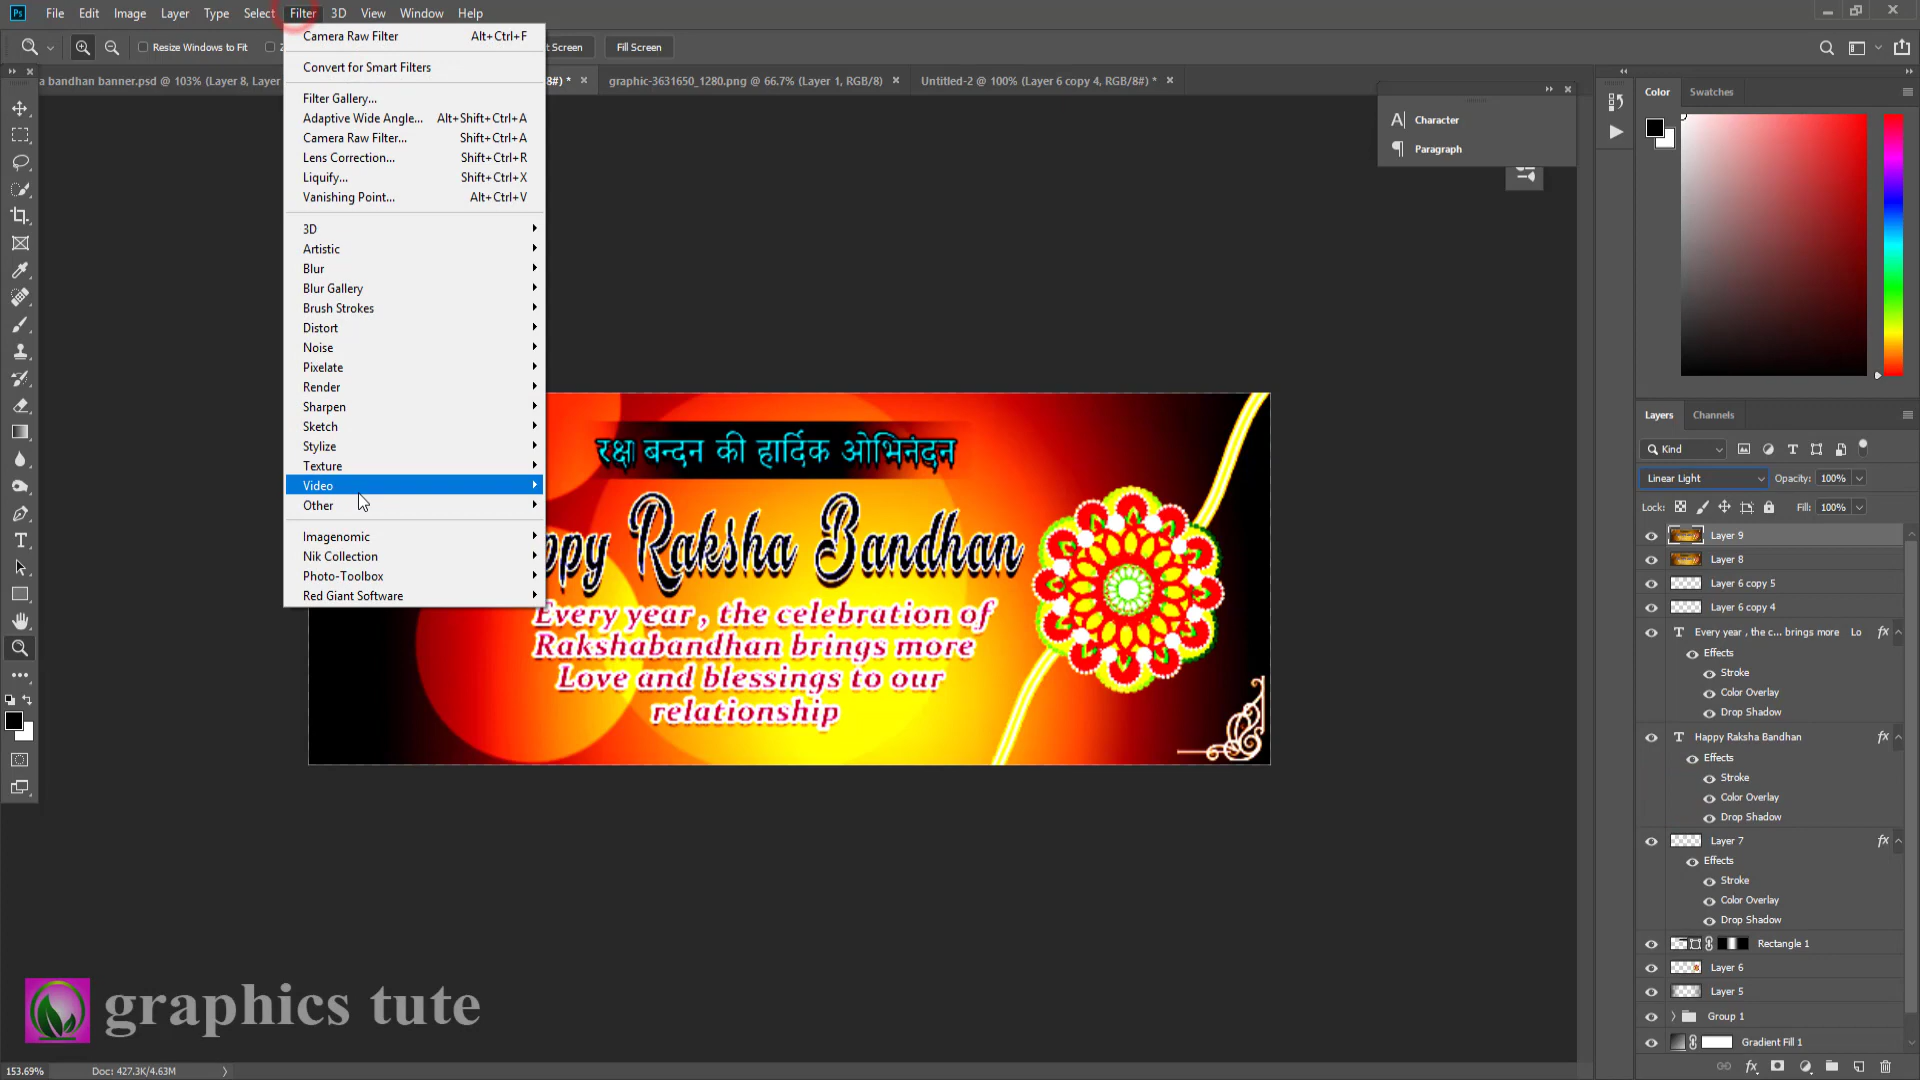 Ps File Edit Image Layer Type Select Filter 3D View Window Help
Resize Windows to Fit
t Screen
Fill Screen
a bandhan banner.psd @ 103% (Layer 8, Layer
8#) *
graphic-3631650_1280.png @ 66.7% (Layer 1, RGB/8)
Untitled-2 @ 100% (Layer 6 copy 4, RGB/8#) *
Camera Raw Filter Alt+Ctrl+F
Convert for Smart Filters
Filter Gallery...
Adaptive Wide Angle... Alt+Shift+Ctrl+A
Camera Raw Filter... Shift+Ctrl+A
Lens Correction... Shift+Ctrl+R
Liquify... Shift+Ctrl+X
Vanishing Point... Alt+Ctrl+V
3D
Artistic
Blur
Blur Gallery
Brush Strokes
Distort
Noise
Pixelate
Render
Sharpen
Sketch
Stylize
Texture
Video
Other
Imagenomic
Nik Collection
Photo-Toolbox
Red Giant Software
रक्षा बन्दन की हार्दिक ओभिनंदन
ppy Raksha Bandhan
Every year , the celebration of
Rakshabandhan brings more
Love and blessings to our
relationship
Character
Paragraph
Color Swatches
Layers Channels
Kind
Linear Light Opacity: 100%
Lock: Fill: 100%
Layer 9
Layer 8
Layer 6 copy 5
Layer 6 copy 4
T Every year , the c... brings more Lo fx
Effects
Stroke
Color Overlay
Drop Shadow
T Happy Raksha Bandhan fx
Effects
Stroke
Color Overlay
Drop Shadow
Layer 7 fx
Effects
Stroke
Color Overlay
Drop Shadow
Rectangle 1
Layer 6
Layer 5
Group 1
Gradient Fill 1
graphics tute
153.69% Doc: 427.3K/4.63M